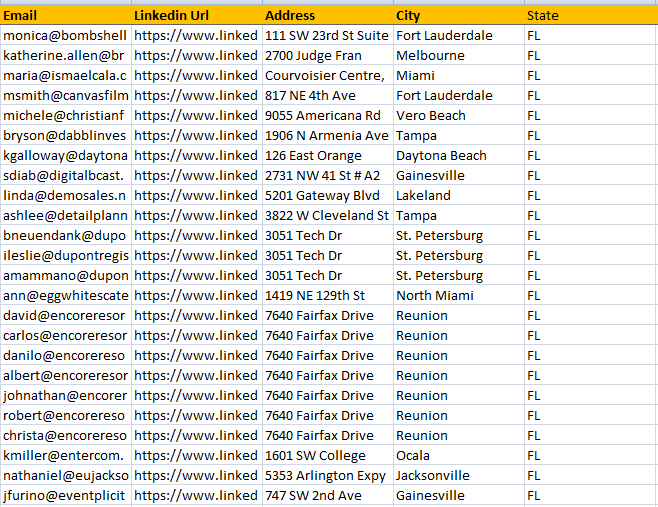 Email Linkedin Url Address City State
monica@bombshell https://www.linked 111 SW 23rd St Suite Fort Lauderdale FL
katherine.allen@br https://www.linked 2700 Judge Fran Melbourne FL
maria@ismaelcala.c https://www.linked Courvoisier Centre, Miami FL
msmith@canvasfilm https://www.linked 817 NE 4th Ave Fort Lauderdale FL
michele@christianf https://www.linked 9055 Americana Rd Vero Beach FL
bryson@dabblinves https://www.linked 1906 N Armenia Ave Tampa FL
kgalloway@daytona https://www.linked 126 East Orange Daytona Beach FL
sdiab@digitalbcast. https://www.linked 2731 NW 41 St # A2 Gainesville FL
linda@demosales.n https://www.linked 5201 Gateway Blvd Lakeland FL
ashlee@detailplann https://www.linked 3822 W Cleveland St Tampa FL
bneuendank@dupo https://www.linked 3051 Tech Dr St. Petersburg FL
ileslie@dupontregis https://www.linked 3051 Tech Dr St. Petersburg FL
amammano@dupon https://www.linked 3051 Tech Dr St. Petersburg FL
ann@eggwhitescate https://www.linked 1419 NE 129th St North Miami FL
david@encoreresor https://www.linked 7640 Fairfax Drive Reunion FL
carlos@encoreresor https://www.linked 7640 Fairfax Drive Reunion FL
danilo@encorereso https://www.linked 7640 Fairfax Drive Reunion FL
albert@encoreresor https://www.linked 7640 Fairfax Drive Reunion FL
johnathan@encorer https://www.linked 7640 Fairfax Drive Reunion FL
robert@encorereso https://www.linked 7640 Fairfax Drive Reunion FL
christa@encorereso https://www.linked 7640 Fairfax Drive Reunion FL
kmiller@entercom. https://www.linked 1601 SW College Ocala FL
nathaniel@eujackso https://www.linked 5353 Arlington Expy Jacksonville FL
jfurino@eventplicit https://www.linked 747 SW 2nd Ave Gainesville FL